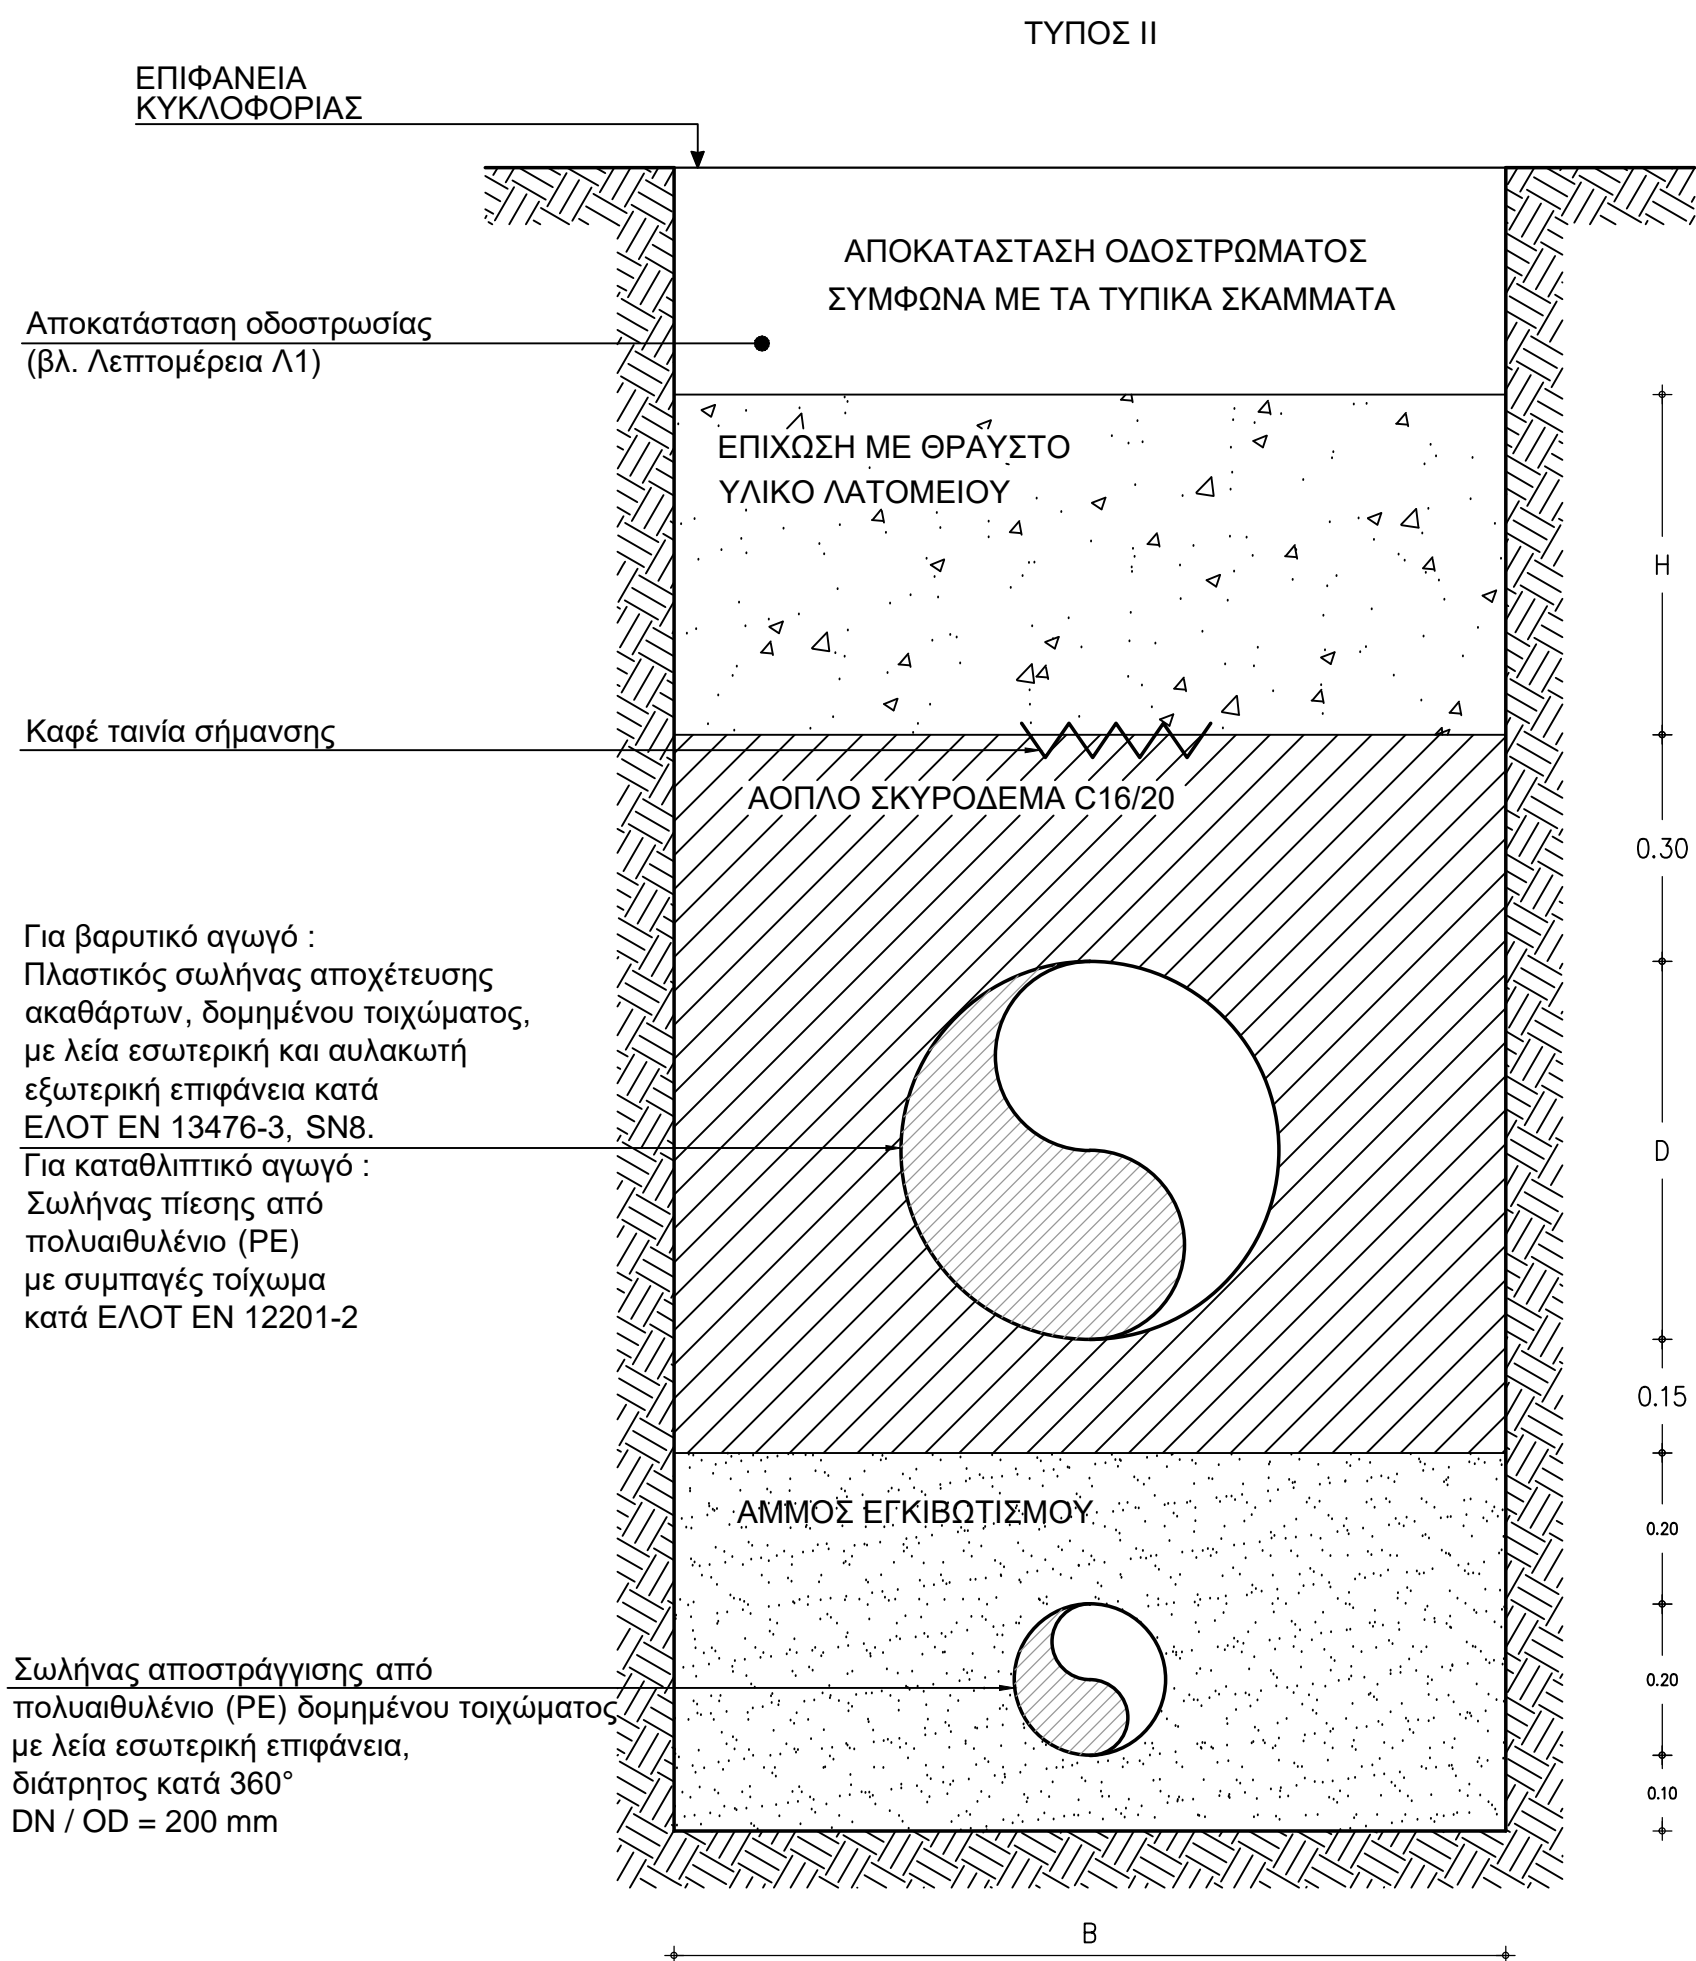 ΤΥΠΟΣ ΙΙ
ΕΠΙΦΑΝΕΙΑ
ΚΥΚΛΟΦΟΡΙΑΣ
ΑΠΟΚΑΤΑΣΤΑΣΗ ΟΔΟΣΤΡΩΜΑΤΟΣ
ΣΥΜΦΩΝΑ ΜΕ ΤΑ ΤΥΠΙΚΑ ΣΚΑΜΜΑΤΑ
Αποκατάσταση οδοστρωσίας
(βλ. Λεπτομέρεια Λ1)
ΕΠΙΧΩΣΗ ΜΕ ΘΡΑΥΣΤΟ
ΥΛΙΚΟ ΛΑΤΟΜΕΙΟΥ
H
Καφέ ταινία σήμανσης
ΑΟΠΛΟ ΣΚΥΡΟΔΕΜΑ C16/20
0.30
Για βαρυτικό αγωγό :
Πλαστικός σωλήνας αποχέτευσης
ακαθάρτων, δομημένου τοιχώματος,
με λεία εσωτερική και αυλακωτή
εξωτερική επιφάνεια κατά
ΕΛΟΤ ΕΝ 13476-3, SN8.
Για καταθλιπτικό αγωγό :
Σωλήνας πίεσης από
πολυαιθυλένιο (PE)
με συμπαγές τοίχωμα
κατά ΕΛΟΤ ΕΝ 12201-2
D
0.15
ΑΜΜΟΣ ΕΓΚΙΒΩΤΙΣΜΟΥ
0.20
Σωλήνας αποστράγγισης από
πολυαιθυλένιο (PE) δομημένου τοιχώματος
με λεία εσωτερική επιφάνεια,
διάτρητος κατά 360°
DN / OD = 200 mm
0.20
0.10
B